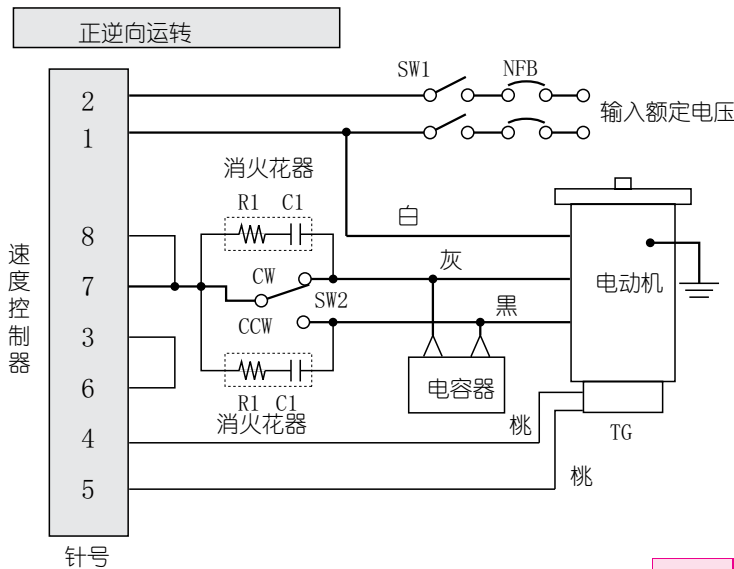 正逆向运转
SW1 NFB
2
1
输入额定电压
消火花器
R1 C1
白
8
灰
电动机
7
CW
SW2
黑
CCW
3
速度控制器
6
电容器
R1 C1
消火花器
桃
TG
4
桃
5
针号